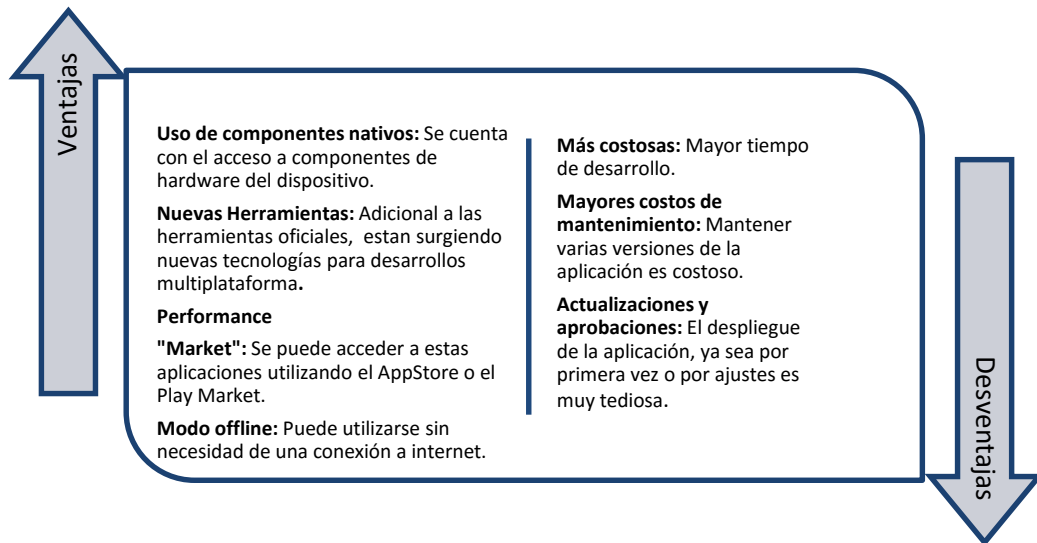 Ventajas
Uso de componentes nativos: Se cuenta
con el acceso a componentes de
hardware del dispositivo.
Nuevas Herramientas: Adicional a las
herramientas oficiales, estan surgiendo
nuevas tecnologías para desarrollos
multiplataforma.
Performance
"Market": Se puede acceder a estas
aplicaciones utilizando el AppStore o el
Play Market.
Modo offline: Puede utilizarse sin
necesidad de una conexión a internet.
Más costosas: Mayor tiempo
de desarrollo.
Mayores costos de
mantenimiento: Mantener
varias versiones de la
aplicación es costoso.
Actualizaciones y
aprobaciones: El despliegue
de la aplicación, ya sea por
primera vez o por ajustes es
muy tediosa.
Desventajas